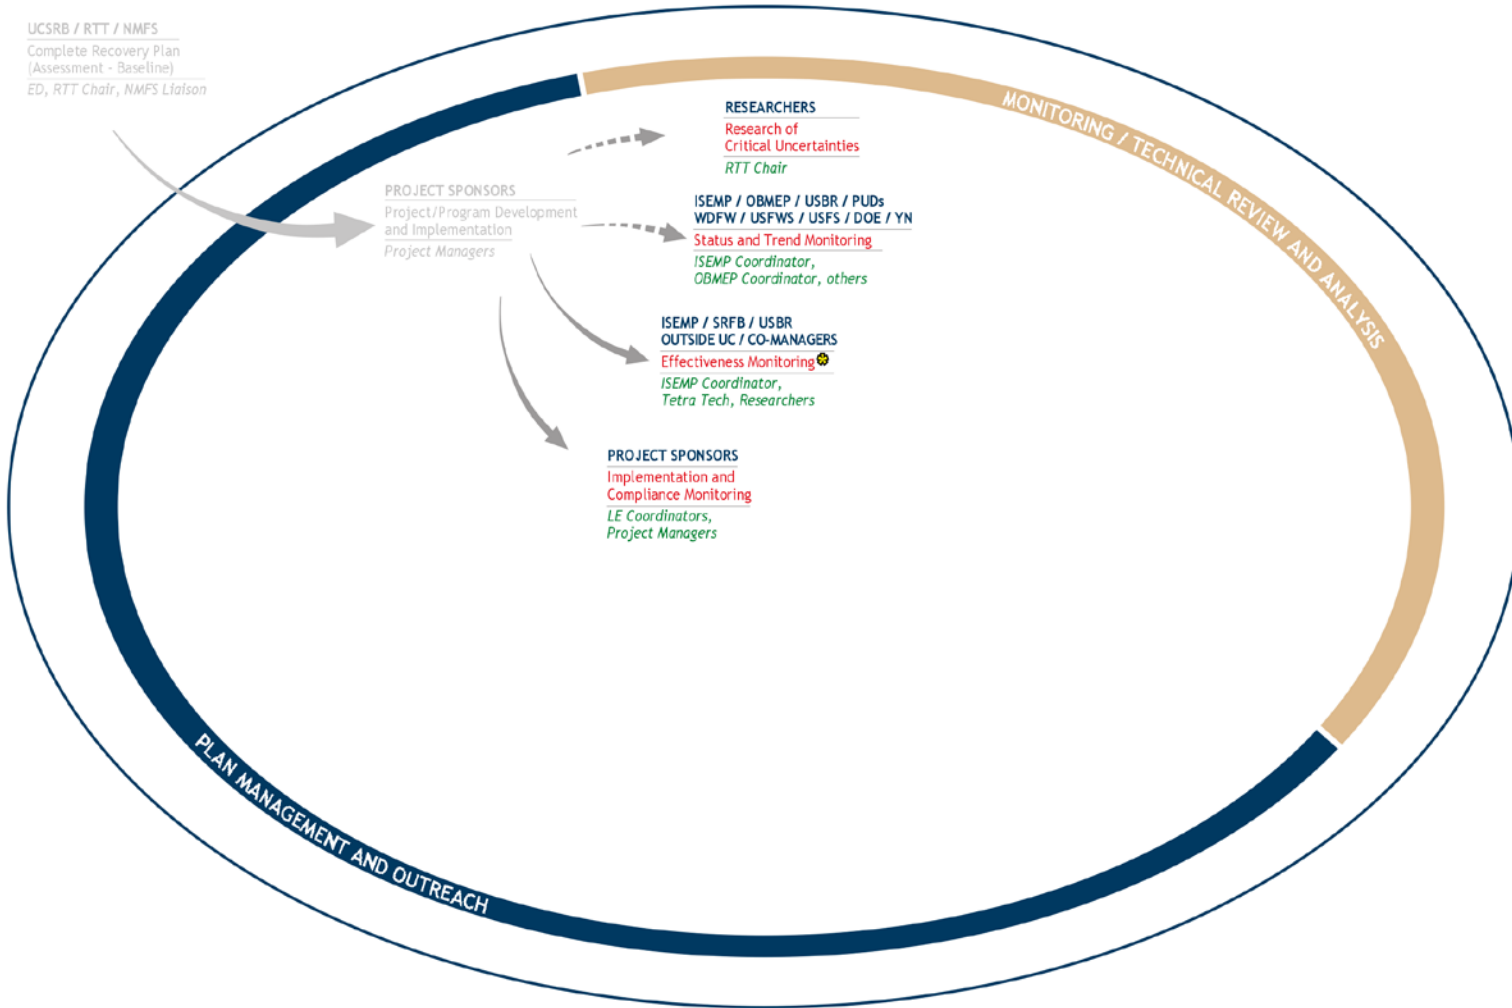 UCSRB / RTT / NMFS
Complete Recovery Plan
(Assessment - Baseline)
ED, RTT Chair, NMFS Liaison
MONITORING / TECHNICAL REVIEW AND ANALYSIS
RESEARCHERS
Research of
Critical Uncertainties
RTT Chair
PROJECT SPONSORS
Project/Program Development
and Implementation
Project Managers
ISEMP / OBMEP / USBR / PUDs
WDFW / USFWS / USFS / DOE / YN
Status and Trend Monitoring
ISEMP Coordinator,
OBMEP Coordinator, others
ISEMP / SRFB / USBR
OUTSIDE UC / CO-MANAGERS
Effectiveness Monitoring
ISEMP Coordinator,
Tetra Tech, Researchers
PROJECT SPONSORS
Implementation and
Compliance Monitoring
LE Coordinators,
Project Managers
PLAN MANAGEMENT AND OUTREACH